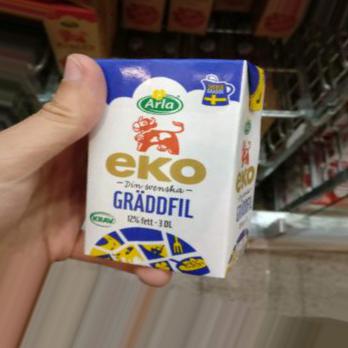 Arla
eko
Din svenska
GRÄDDFIL
12% fett - 3 DL
KRAV
eko
GRÄDDFIL